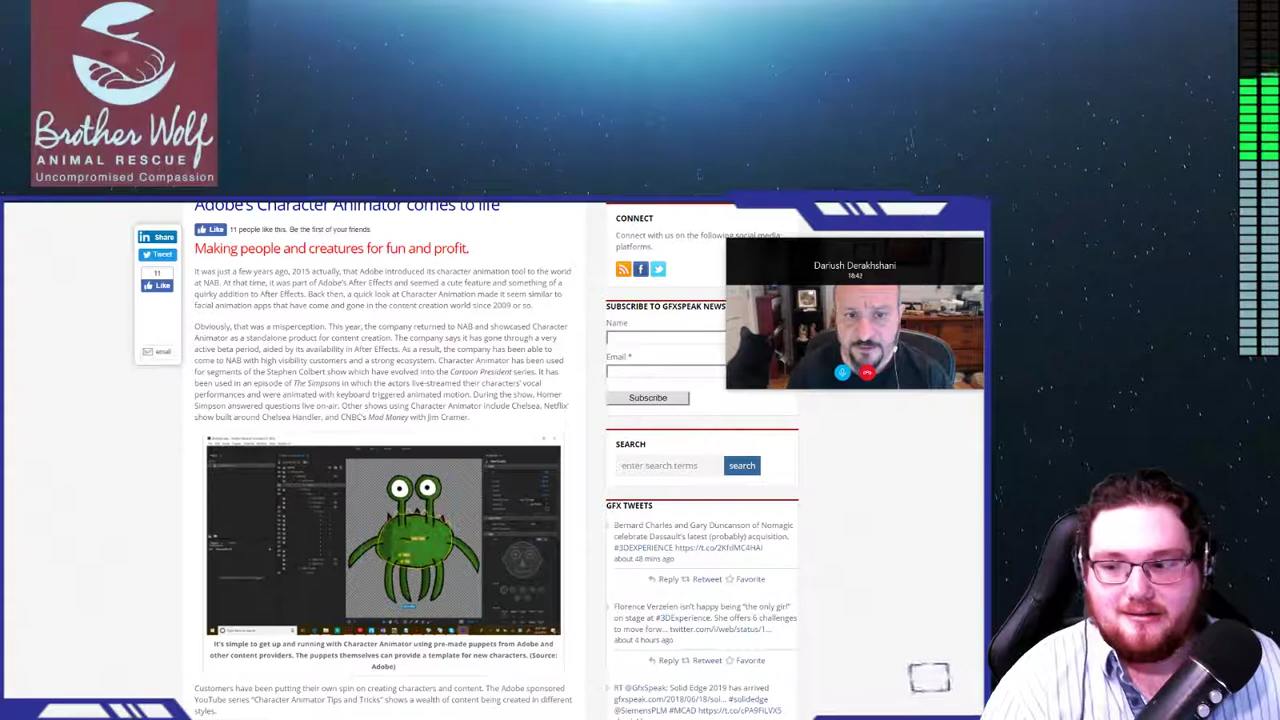 Brother Wolf
ANIMAL RESCUE
Uncompromised Compassion
Adobe's Character Animator comes to life
Like 11 people like this. Be the first of your friends.
Making people and creatures for fun and profit.
It was just a few years ago, 2015 actually, that Adobe introduced its character animation tool to the world
at NAB. At that time, it was part of Adobe's After Effects and seemed a cute feature and something of a
quirky addition to After Effects. Back then, a quick look at Character Animation made it seem similar to
facial animation apps that have come and gone in the content creation world since 2009 or so.
Obviously, that was a misperception. This year, the company returned to NAB and showcased Character
Animator as a standalone product for content creation. The company says it has gone through a very
active beta period, aided by its availability in After Effects. As a result, the company has been able to
come to NAB with high visibility customers and a strong ecosystem. Character Animator has been used
for segments of the Stephen Colbert show which have evolved into the Cartoon President series. It has
been used in an episode of The Simpsons in which the actors live-streamed their characters' vocal
performances and were animated with keyboard triggered animated motion. During the show, Homer
Simpson answered questions live on-air. Other shows using Character Animator include Chelsea, Netflix'
show built around Chelsea Handler, and CNBC's Mad Money with Jim Cramer.
It's simple to get up and running with Character Animator using pre-made puppets from Adobe and
other content providers. The puppets themselves can provide a template for new characters. (Source:
Adobe)
Customers have been putting their own spin on creating characters and content. The Adobe sponsored
YouTube series "Character Animator Tips and Tricks" shows a wealth of content being created in different
styles.
Share
Tweet
11
Like
email
CONNECT
Connect with us on the following social media
platforms.
SUBSCRIBE TO GFXSPEAK NEWS
Name
Email *
Subscribe
SEARCH
enter search terms
search
GFX TWEETS
Bernard Charles and Gary Duncanson of Nomagic
celebrate Dassault's latest (probably) acquisition,
#3DEXPERIENCE
about 48 mins ago
Reply Retweet Favorite
Florence Verzelen isn't happy being "the only girl"
on stage at #3DExperience. She offers 6 challenges
to move forw... twitter.com/i/web/status/1...
about 4 hours ago
Reply Retweet Favorite
RT @GfxSpeak: Solid Edge 2019 has arrived
gfxspeak.com/2018/06/18/sol... #solidedge
@SiemensPLM #MCAD
Dariush Derakhshani
18:42